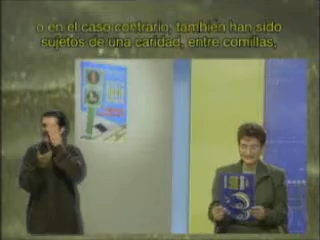 o en el caso contrario, también han sido
sujetos de una caridad, entre comillas,